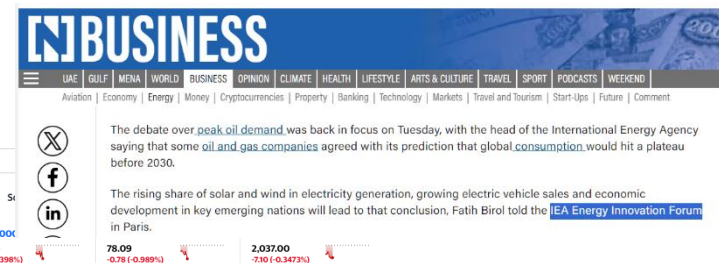 [N]BUSINESS
UAE | GULF | MENA | WORLD | BUSINESS | OPINION | CLIMATE | HEALTH | LIFESTYLE | ARTS & CULTURE | TRAVEL | SPORT | PODCASTS | WEEKEND
Aviation | Economy | Energy | Money | Cryptocurrencies | Property | Banking | Technology | Markets | Travel and Tourism | Start-Ups | Future | Comment
The debate over peak oil demand was back in focus on Tuesday, with the head of the International Energy Agency
saying that some oil and gas companies agreed with its prediction that global consumption would hit a plateau
before 2030.
The rising share of solar and wind in electricity generation, growing electric vehicle sales and economic
development in key emerging nations will lead to that conclusion, Fatih Birol told the IEA Energy Innovation Forum
in Paris.
78.09
2,037.00
398%)
-0.78 (-0.989%)
-7.10 (-0.3473%)